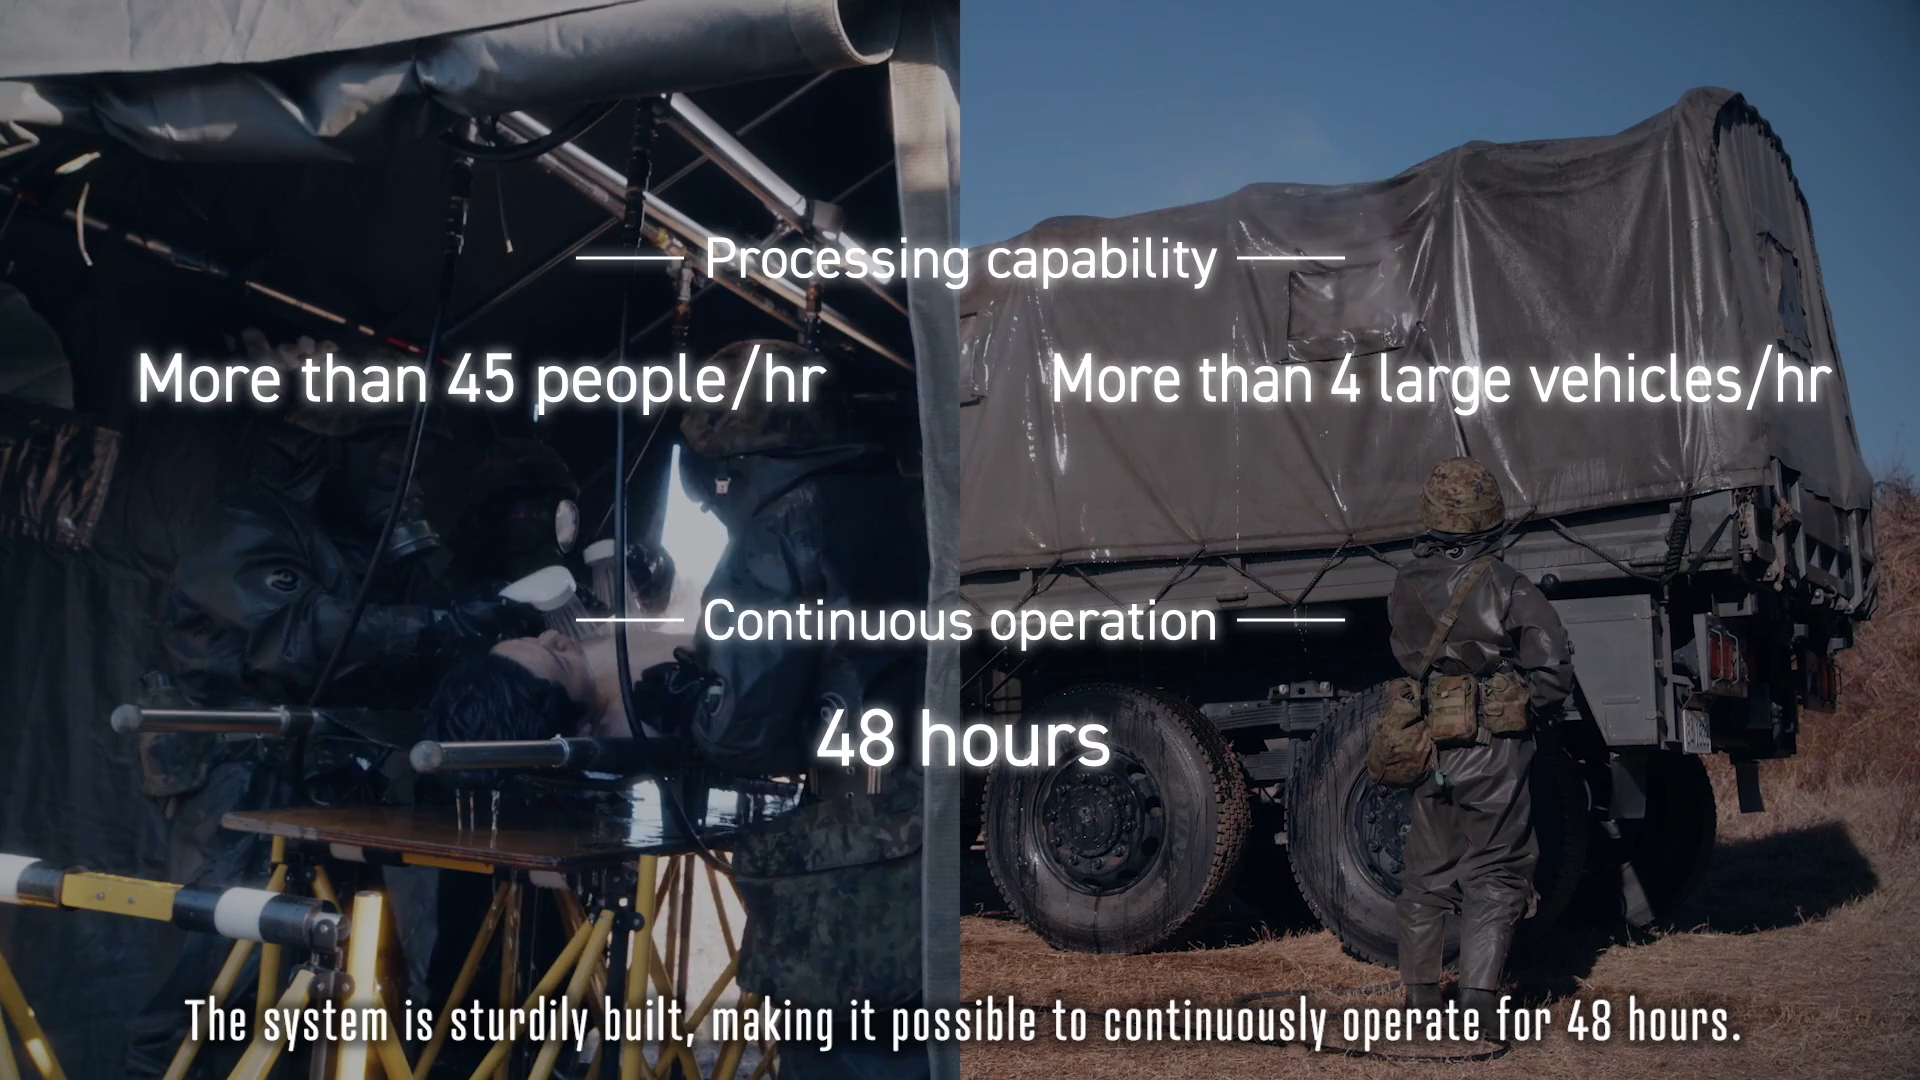 Processing capability
More than 45 people/hr
More than 4 large vehicles/hr
Continuous operation
48 hours
The system is sturdily built, making it possible to continuously operate for 48 hours.